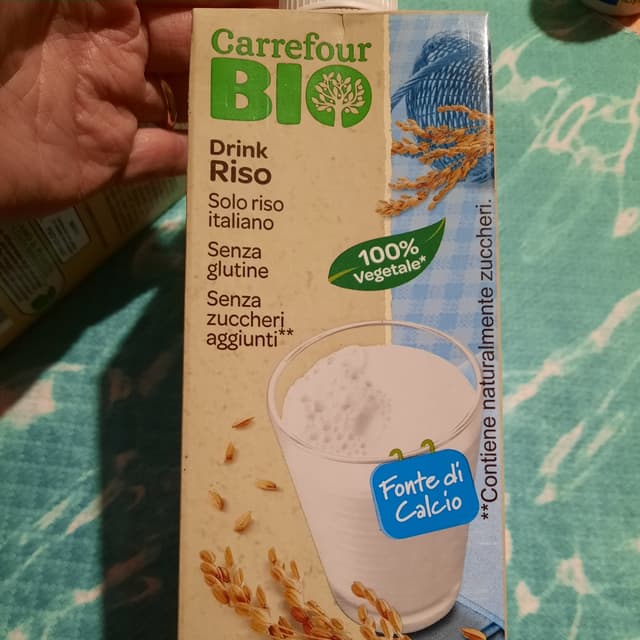 Carrefour
BIO
Drink
Riso
Solo riso
italiano
Senza
glutine
Senza
zuccheri
aggiunti**
100%
Vegetale*
Fonte di
Calcio
**Contiene naturalmente zuccheri.